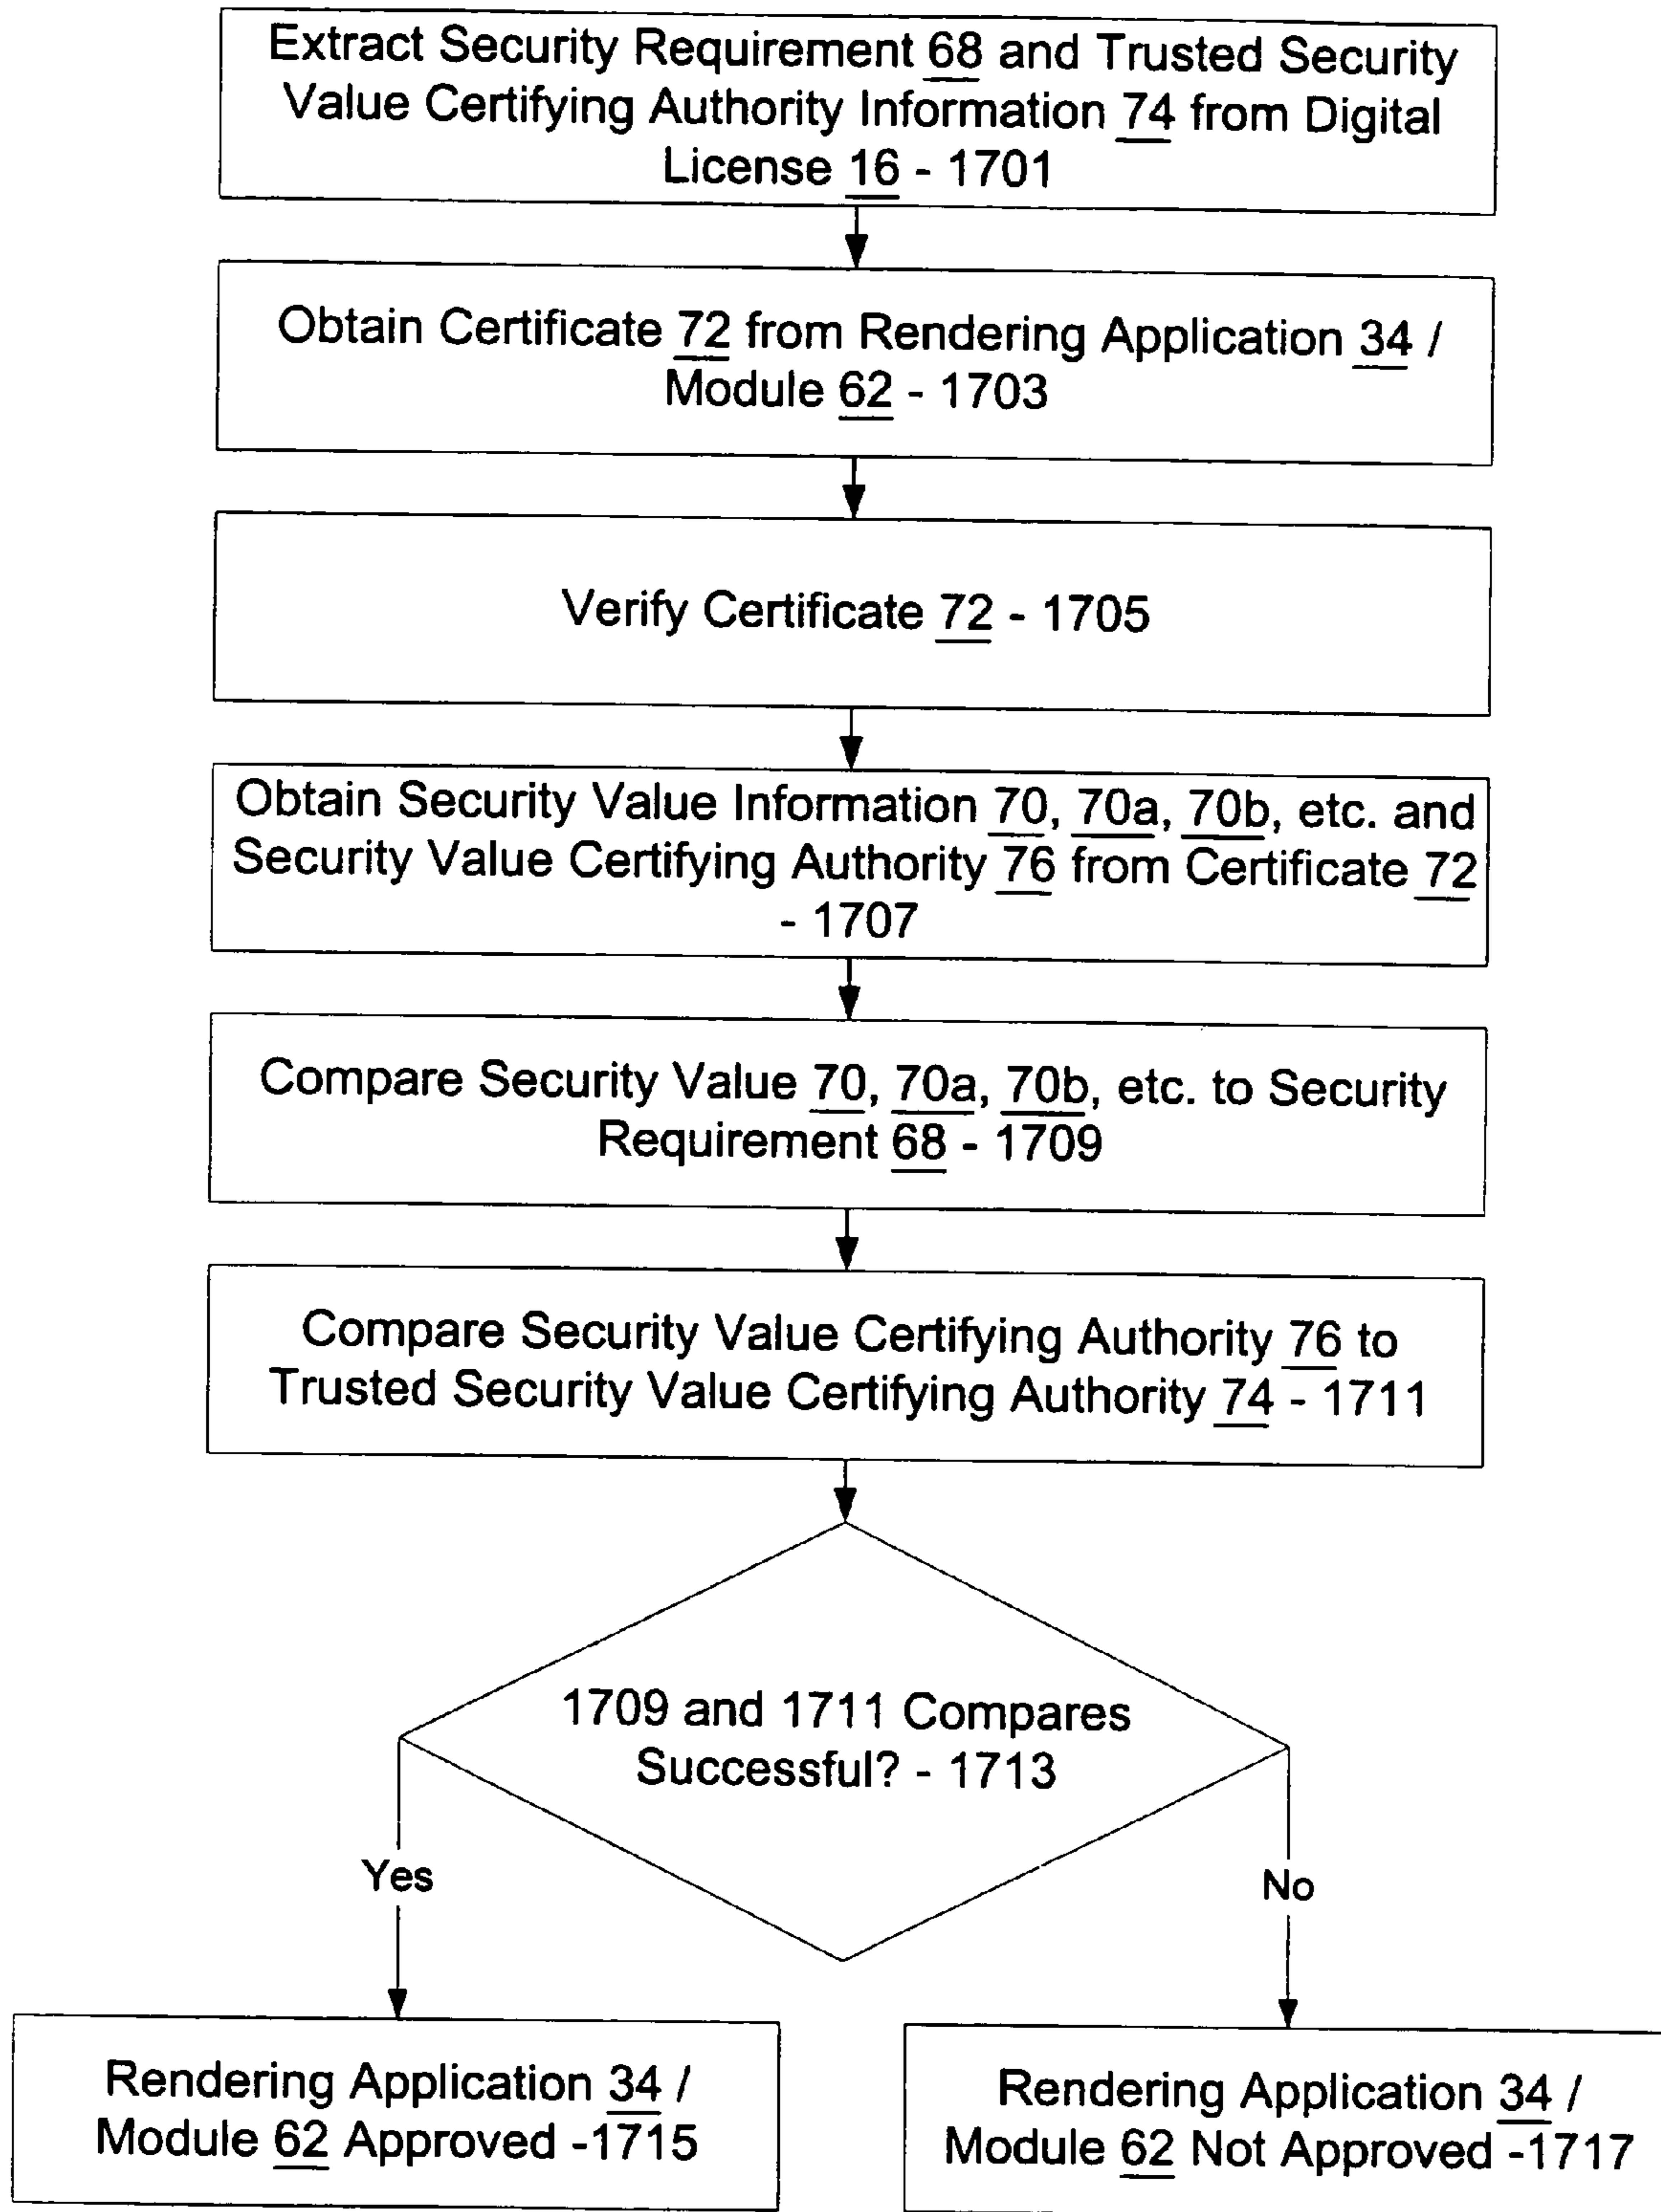 Extract Security Requirement 68 and Trusted Security
Value Certifying Authority Information 74 from Digital
License 16 - 1701
Obtain Certificate 72 from Rendering Application 34 /
Module 62 - 1703
Verify Certificate 72 - 1705
Obtain Security Value Information 70, 70a, 70b, etc. and
Security Value Certifying Authority 76 from Certificate 72
- 1707
Compare Security Value 70, 70a, 70b, etc. to Security
Requirement 68 - 1709
Compare Security Value Certifying Authority 76 to
Trusted Security Value Certifying Authority 74 - 1711
1709 and 1711 Compares
Successful? - 1713
Yes
No
Rendering Application 34 /
Module 62 Approved -1715
Rendering Application 34 /
Module 62 Not Approved -1717